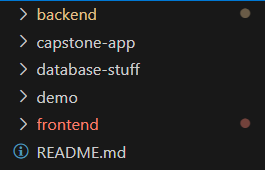 backend
capstone-app
database-stuff
demo
frontend
README.md